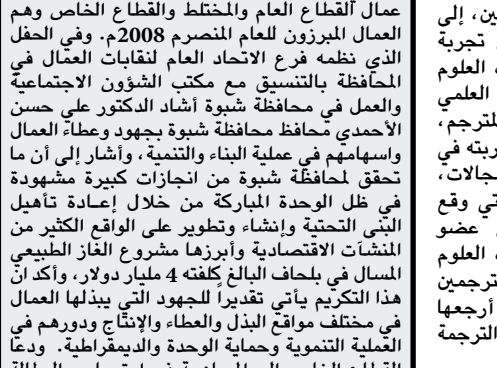 عمال القطاع العام والمختلط والقطاع الخاص وهم
العمال المبرزون للعام المنصرم 2008م. وفي الحفل
الذي نظمه فرع الاتحاد العام لنقابات العمال في
المحافظة بالتنسيق مع مكتب الشؤون الاجتماعية
والعمل في محافظة شبوة أشاد الدكتور علي حسن
الأحمدي محافظ محافظة شبوة بجهود وعطاء العمال
واسهامهم في عملية البناء والتنمية، وأشار إلى أن ما
تحقق لمحافظة شبوة من انجازات كبيرة مشهودة
في ظل الوحدة المباركة من خلال إعـادة تأهيل
البنى التحتية وإنشاء وتطوير على الواقع الكثير من
المنشآت الاقتصادية وأبرزها مشروع الغاز الطبيعي
المسال في بلحاف البالغ كلفته 4 مليار دولار، وأكد ان
هذا التكريم يأتي تقديراً للجهود التي يبذلها العمال
في مختلف مواقع البذل والعطاء والإنتاج ودورهم في
العملية التنموية وحماية الوحدة والديمقراطية. ودعا
ين، إلى
تجربة
العلوم
العلمي
لمترجم،
ربته في
جالات،
تي وقع
عضو
العلوم
ترجمين
أرجعها
الترجمة